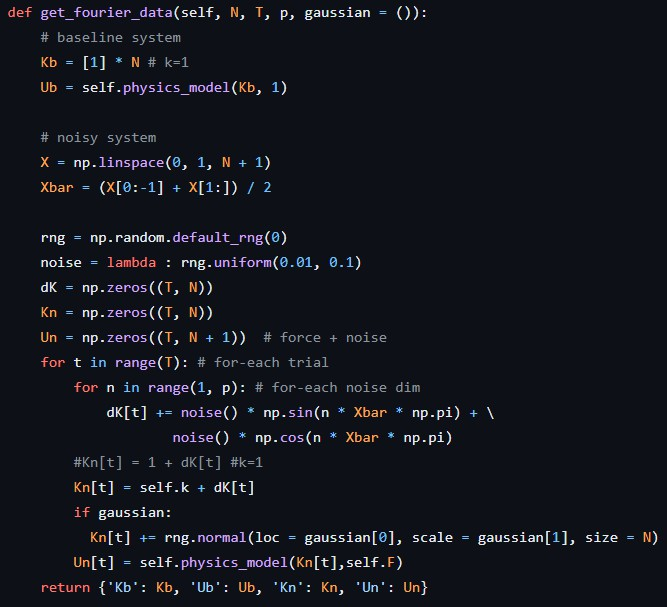 def get_fourier_data(self, N, T, p, gaussian = ()):
    # baseline system
    Kb = [1] * N # k=1
    Ub = self.physics_model(Kb, 1)

    # noisy system
    X = np.linspace(0, 1, N + 1)
    Xbar = (X[0:-1] + X[1:]) / 2

    rng = np.random.default_rng(0)
    noise = lambda : rng.uniform(0.01, 0.1)
    dK = np.zeros((T, N))
    Kn = np.zeros((T, N))
    Un = np.zeros((T, N + 1))  # force + noise
    for t in range(T): # for-each trial
        for n in range(1, p): # for-each noise dim
            dK[t] += noise() * np.sin(n * Xbar * np.pi) + \
                    noise() * np.cos(n * Xbar * np.pi)
        #Kn[t] = 1 + dK[t] #k=1
        Kn[t] = self.k + dK[t]
        if gaussian:
          Kn[t] += rng.normal(loc = gaussian[0], scale = gaussian[1], size = N)
        Un[t] = self.physics_model(Kn[t],self.F)
    return {'Kb': Kb, 'Ub': Ub, 'Kn': Kn, 'Un': Un}